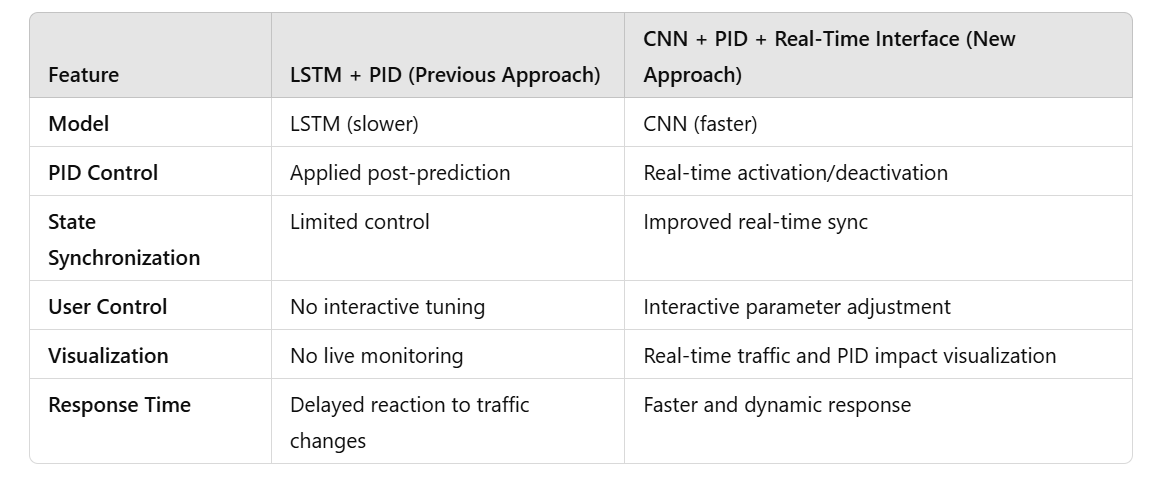 CNN + PID + Real-Time Interface (New
Feature LSTM + PID (Previous Approach) Approach)
Model LSTM (slower) CNN (faster)
PID Control Applied post-prediction Real-time activation/deactivation
State Limited control Improved real-time sync
Synchronization
User Control No interactive tuning Interactive parameter adjustment
Visualization No live monitoring Real-time traffic and PID impact visualization
Response Time Delayed reaction to traffic Faster and dynamic response
changes